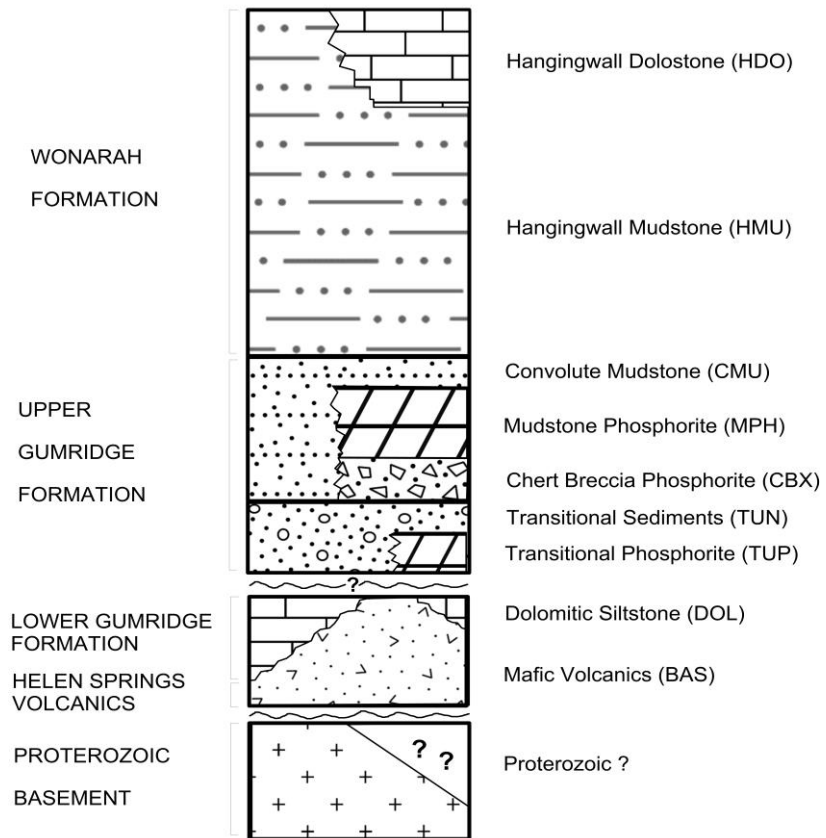 WONARAH
FORMATION
UPPER
GUMRIDGE
FORMATION
LOWER GUMRIDGE
FORMATION
HELEN SPRINGS
VOLCANICS
PROTEROZOIC
BASEMENT
?
? 
?
Hangingwall Dolostone (HDO)
Hangingwall Mudstone (HMU)
Convolute Mudstone (CMU)
Mudstone Phosphorite (MPH)
Chert Breccia Phosphorite (CBX)
Transitional Sediments (TUN)
Transitional Phosphorite (TUP)
Dolomitic Siltstone (DOL)
Mafic Volcanics (BAS)
Proterozoic ?